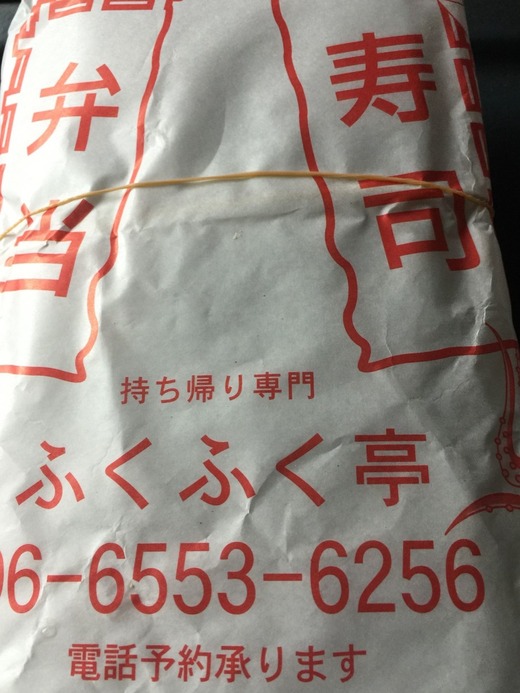 寿司
弁当
持ち帰り専門
ふくふく亭
06-6553-6256
電話予約承ります